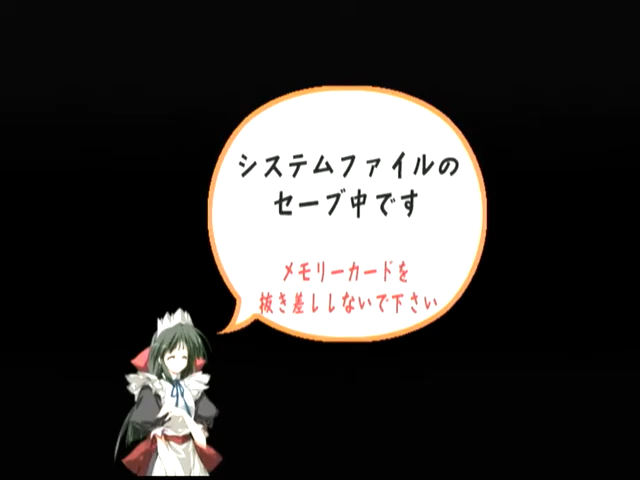 システムファイルの
セーブ中です
メモリーカードを
抜き差ししないで下さい